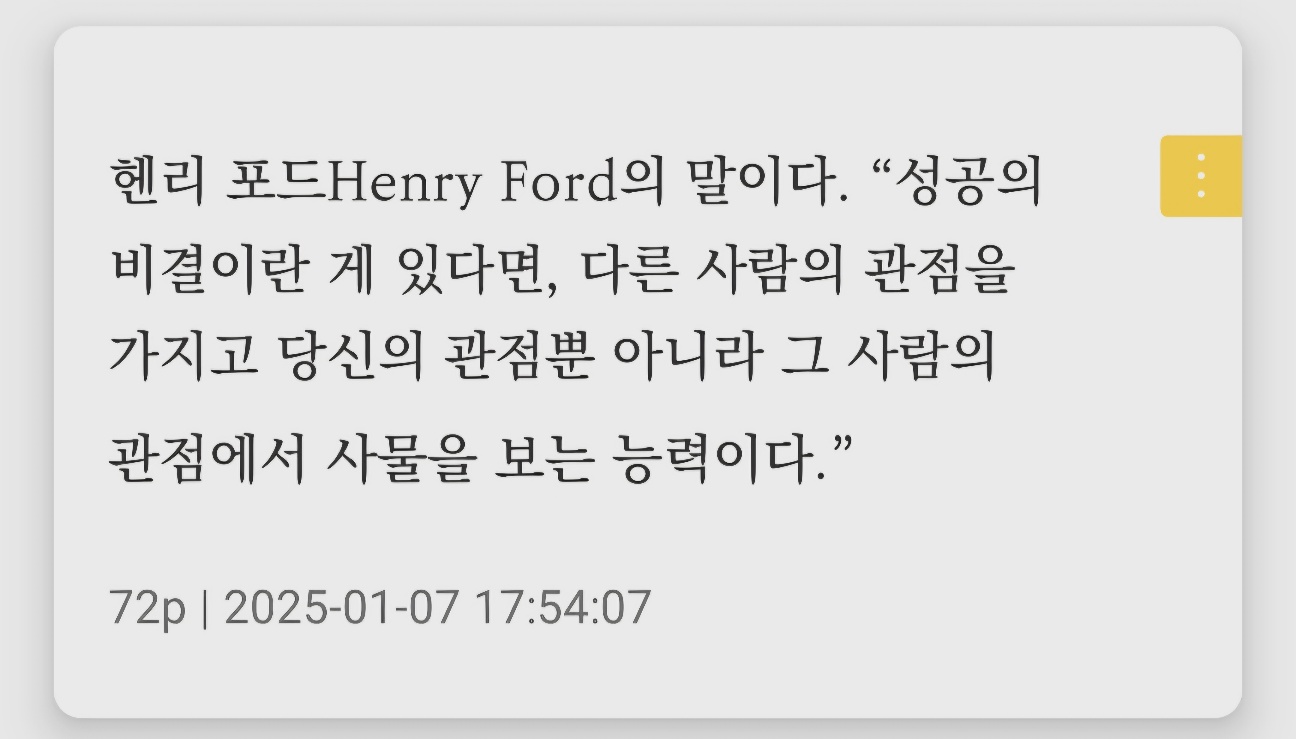 헨리 포드Henry Ford의 말이다. “성공의
비결이란 게 있다면, 다른 사람의 관점을
가지고 당신의 관점뿐 아니라 그 사람의
관점에서 사물을 보는 능력이다.”
72p | 2025-01-07 17:54:07